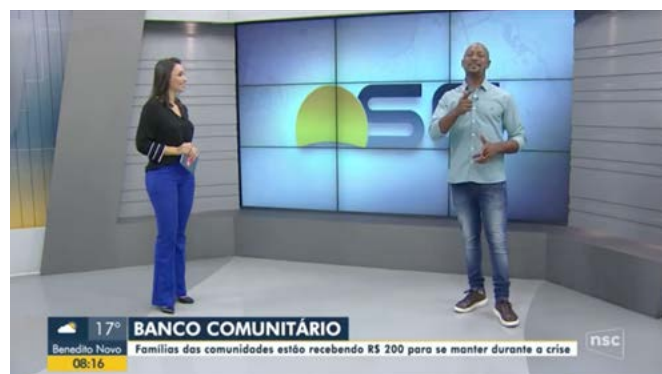 SC
17° BANCO COMUNITÁRIO
Benedito Novo Famílias das comunidades estão recebendo R$ 200 para se manter durante a crise
08:16
nsc